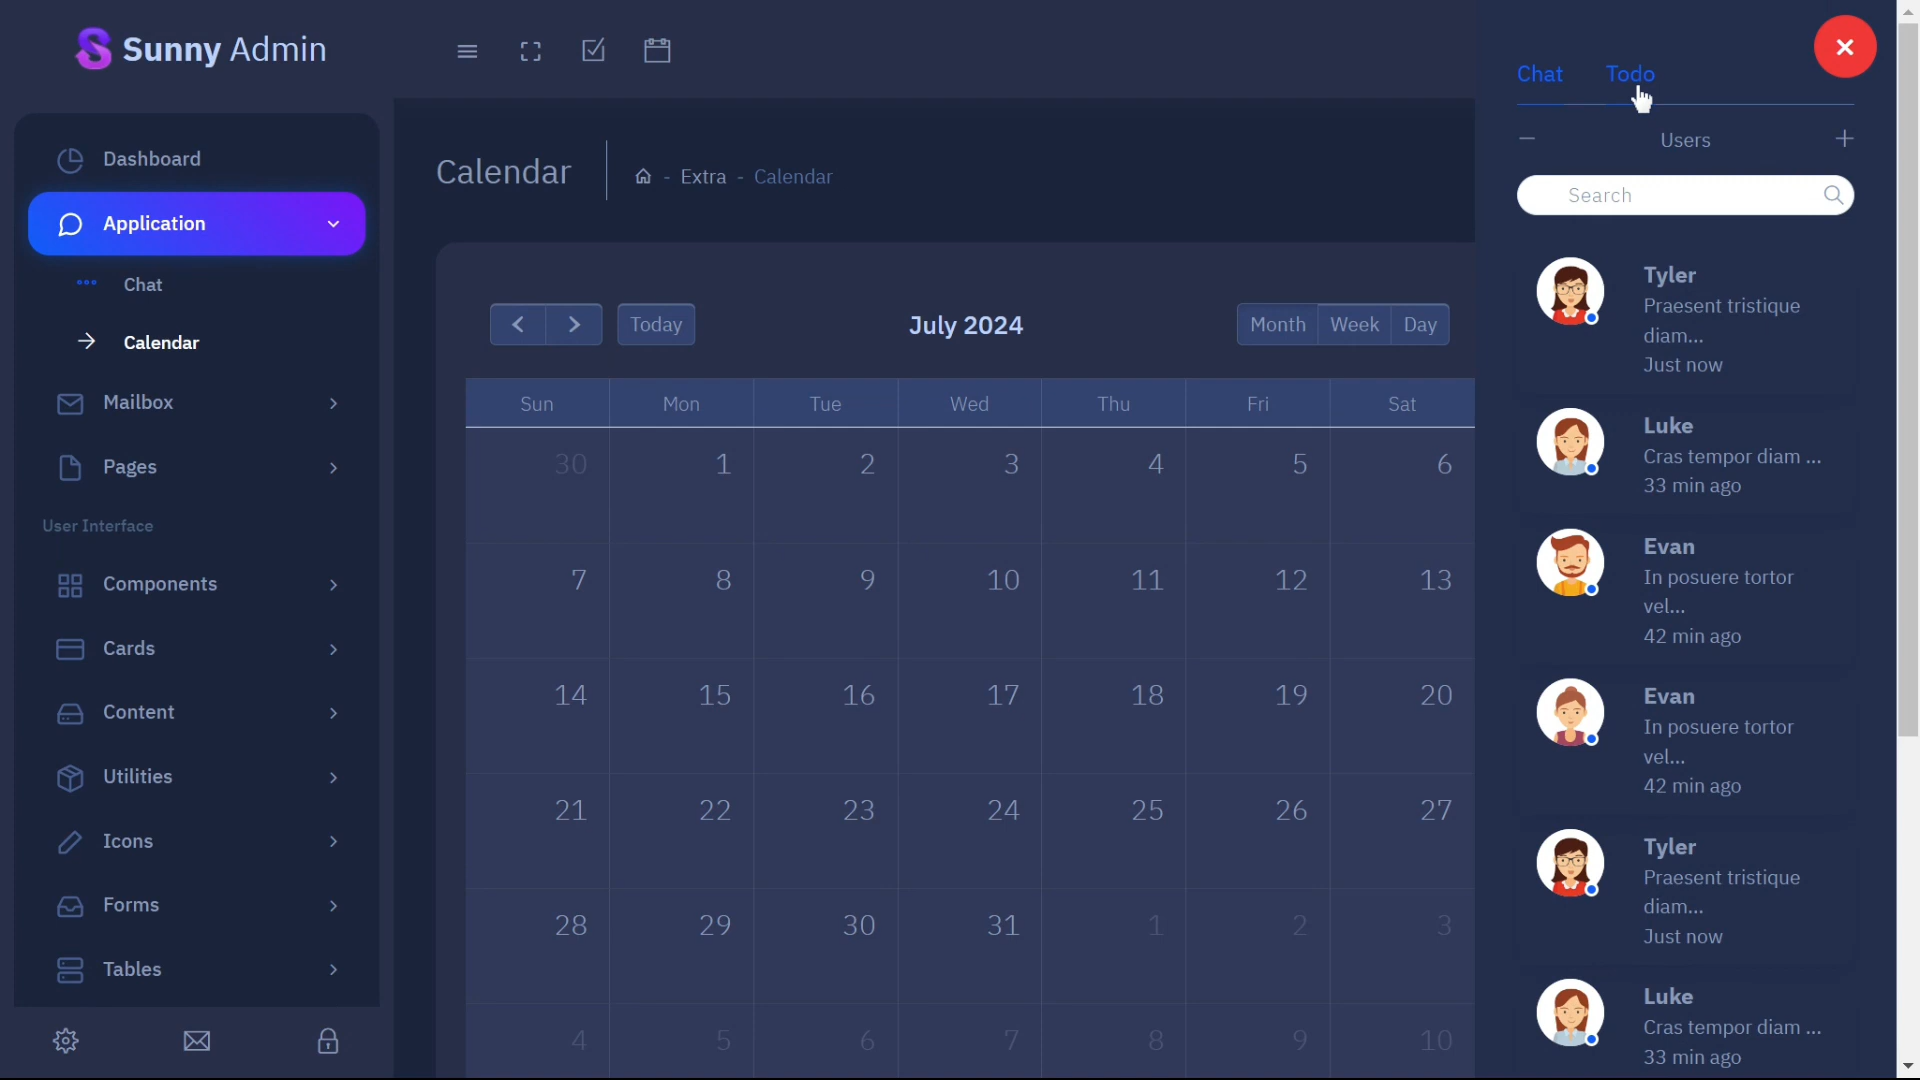 Sunny Admin
Dashboard
Application
Chat
Calendar
Mailbox
Pages
User Interface
Components
Cards
Content
Utilities
Icons
Forms
Tables
Calendar
- Extra - Calendar
Today
July 2024
Month Week Day
Sun Mon Tue Wed Thu Fri Sat
30 1 2 3 4 5 6
7 8 9 10 11 12 13
14 15 16 17 18 19 20
21 22 23 24 25 26 27
28 29 30 31 1 2 3
4 5 6 7 8 9 10
Chat Todo
Users
Search
Tyler
Praesent tristique
diam...
Just now
Luke
Cras tempor diam ...
33 min ago
Evan
In posuere tortor
vel...
42 min ago
Evan
In posuere tortor
vel...
42 min ago
Tyler
Praesent tristique
diam...
Just now
Luke
Cras tempor diam ...
33 min ago